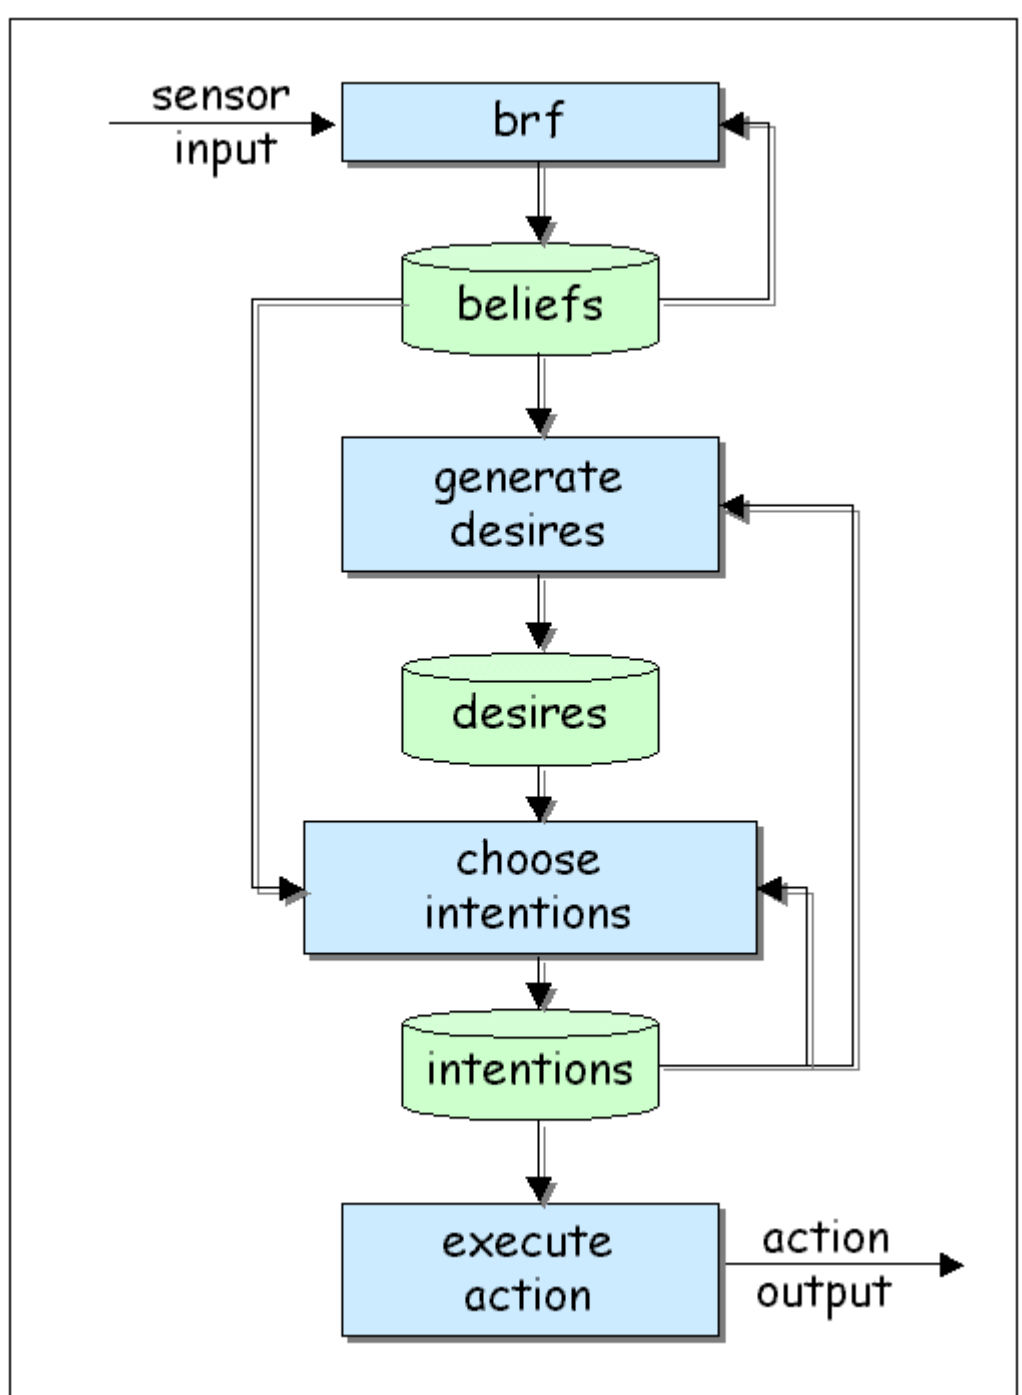 sensor
input
brf
beliefs
generate
desires
desires
choose
intentions
intentions
execute
action
action
output